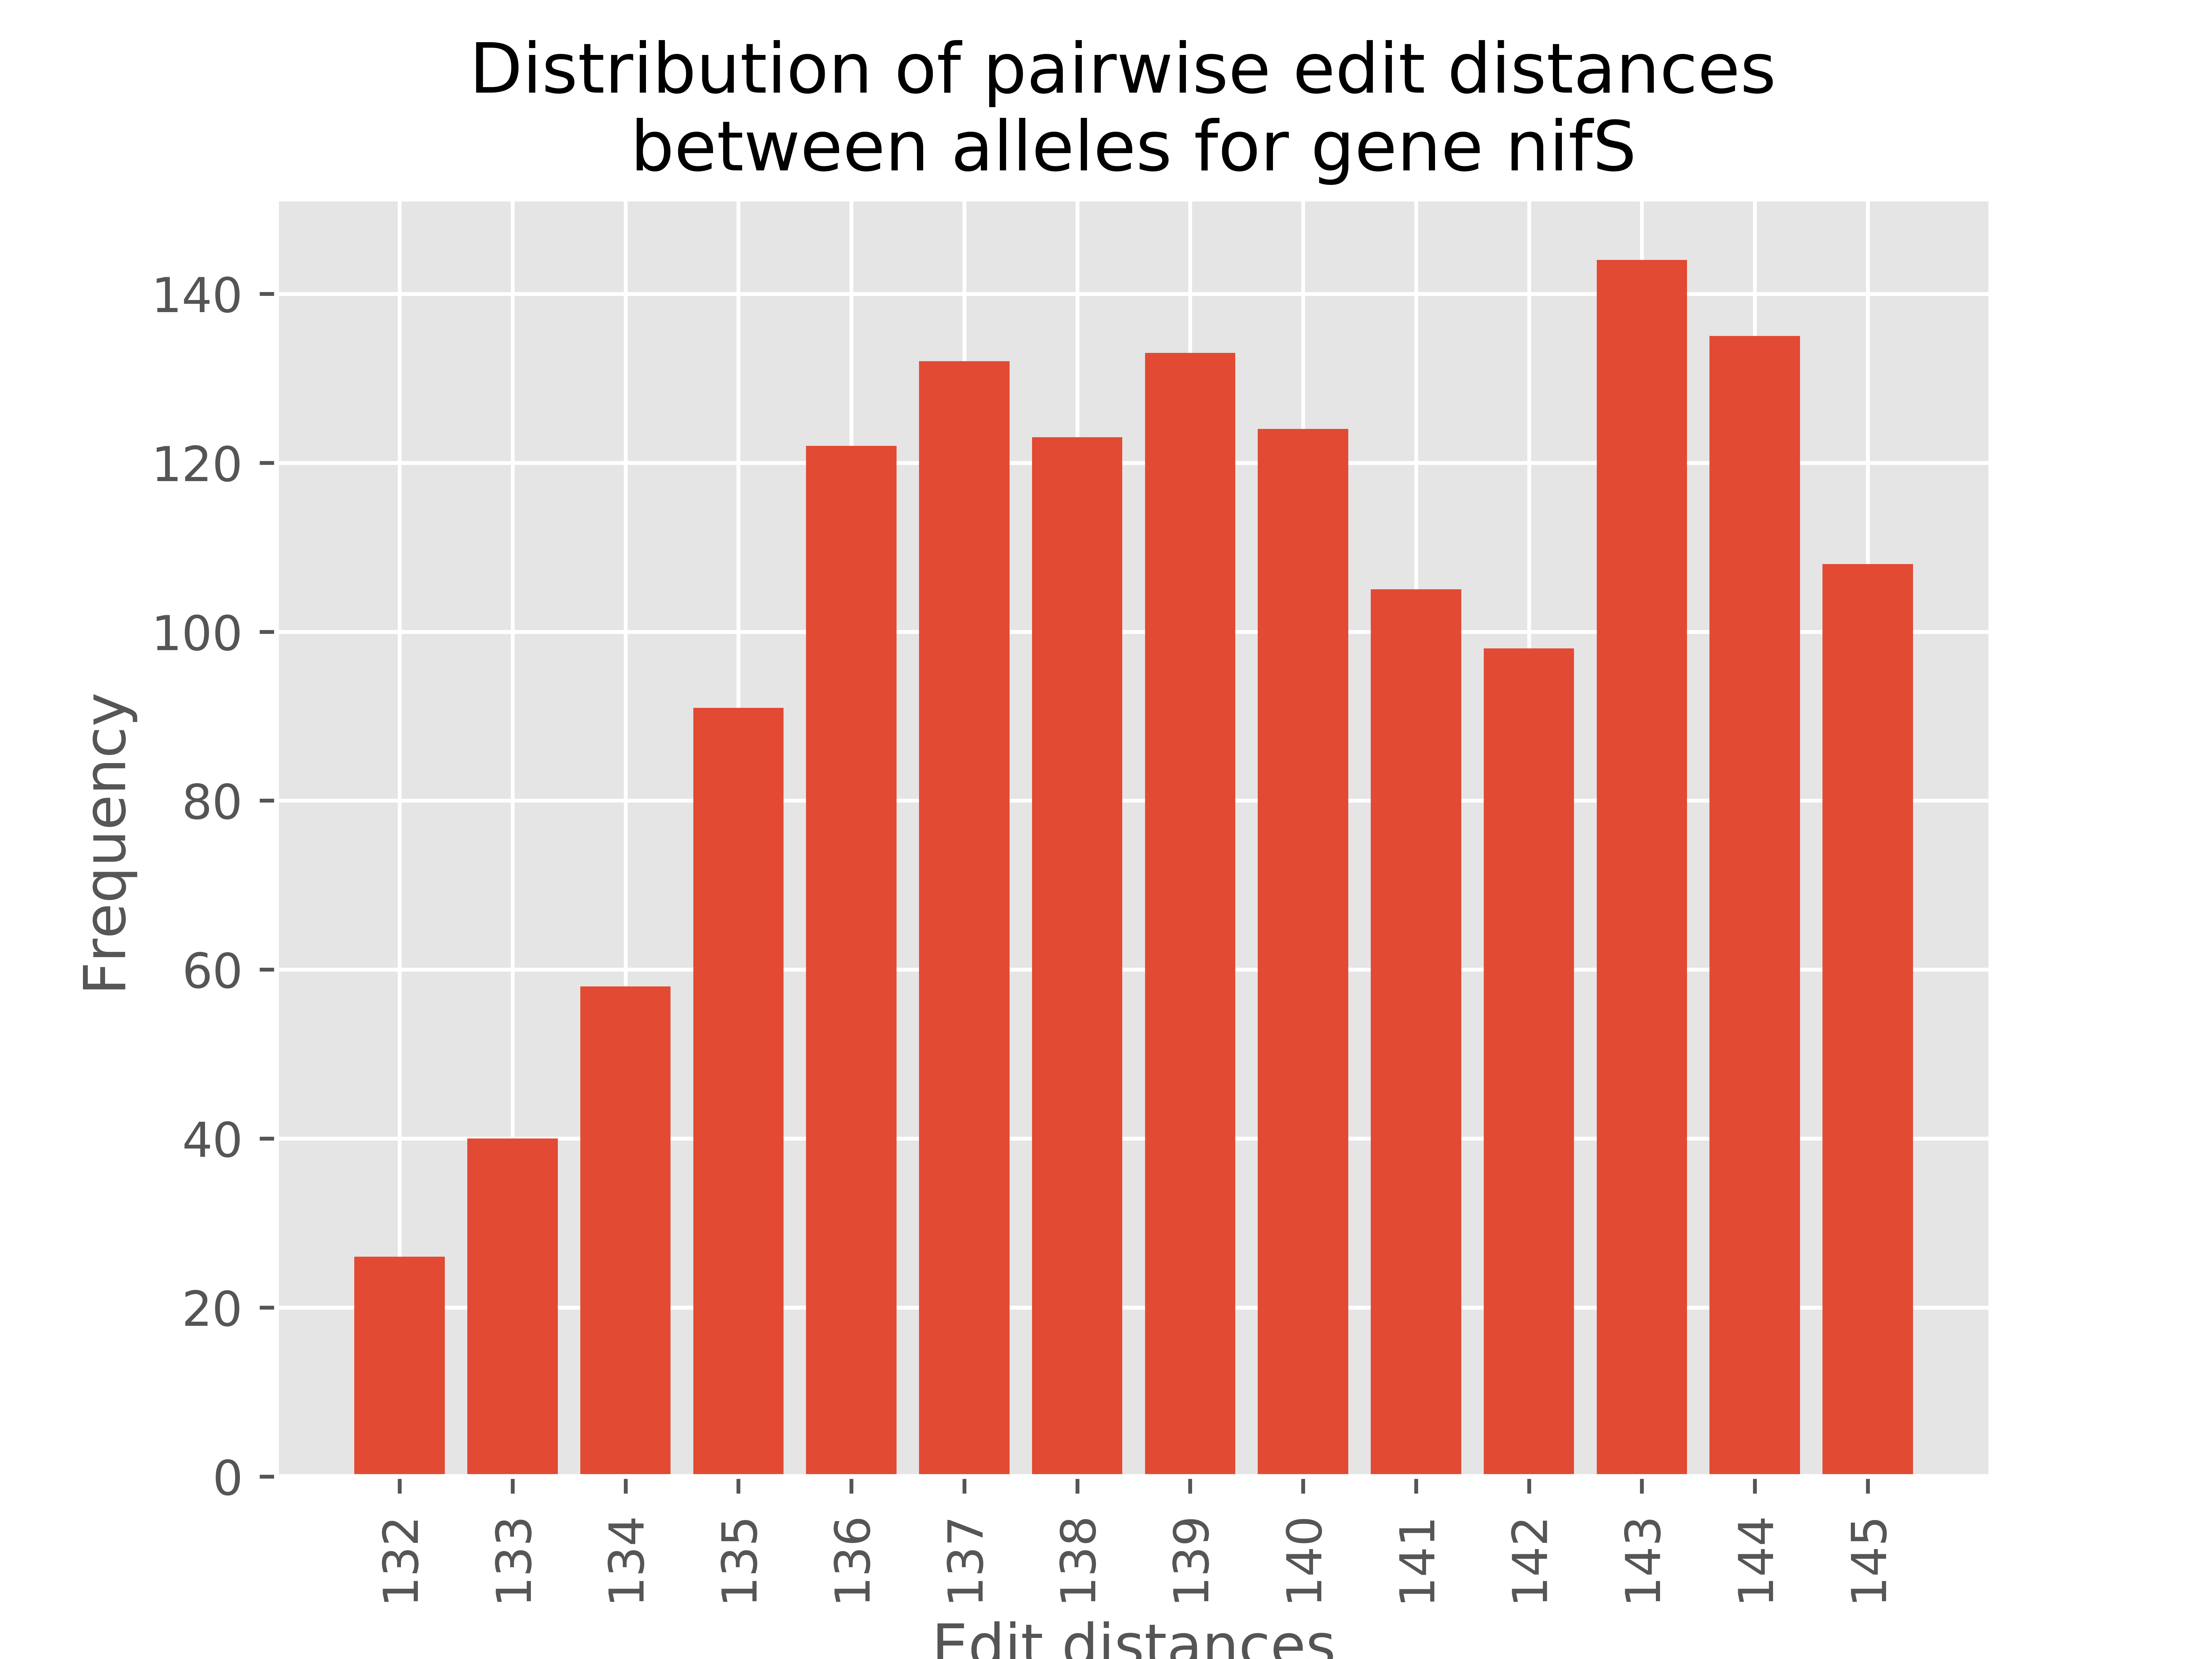 Distribution of pairwise edit distances
between alleles for gene nifS
140
120
100
80
60
40
20
0
Frequency
132 133 134 135 136 137 138 139 140 141 142 143 144 145
Edit distances